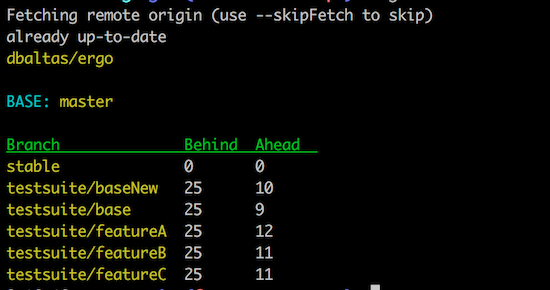 Fetching remote origin (use --skipFetch to skip)
already up-to-date
dbaltas/ergo
BASE: master
Branch Behind Ahead
stable 0 0
testsuite/baseNew 25 10
testsuite/base 25 9
testsuite/featureA 25 12
testsuite/featureB 25 11
testsuite/featureC 25 11